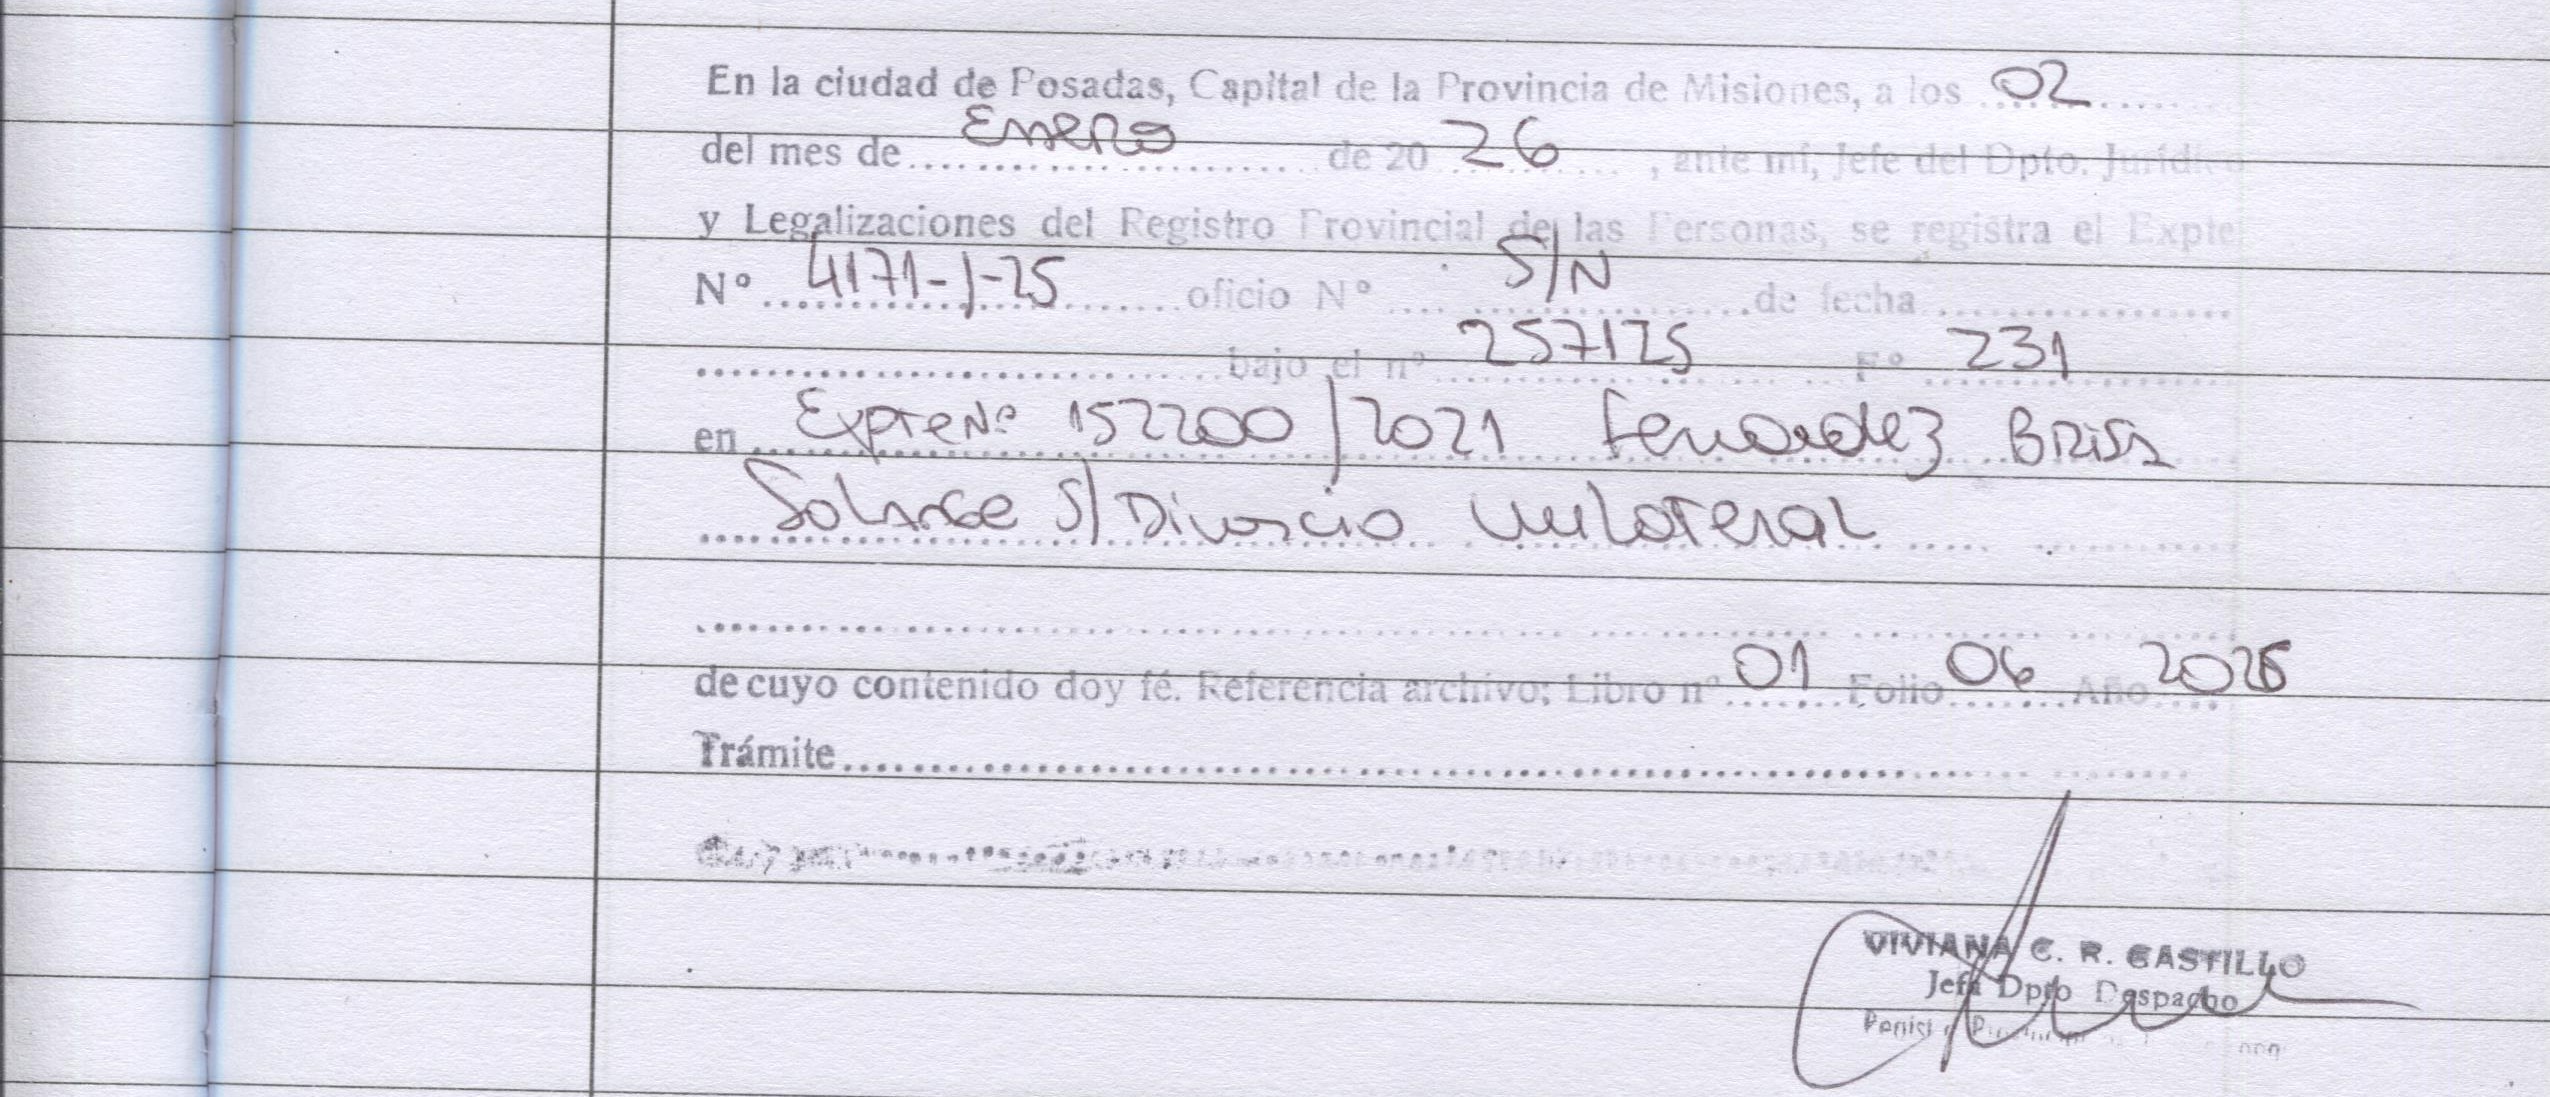 En la ciudad de Posadas, Capital de la Provincia de Misiones, a los 02
del mes de Enero de 20 26, ante mí, Jefe del Dpto. Jurídico
y Legalizaciones del Registro Provincial de las Personas, se registra el Expte
N° 4171-J-25 oficio N° S/N de fecha
bajo el n° 257125 F° 231
en Expte Nº 152200/2021 Fernandez Brisa
Solange S/ Divorcio Unilateral
de cuyo contenido doy fé. Referencia archivo; Libro n° 01 Folio 06 Año 2026
Trámite
VIVIANA C. R. CASTILLO
Jefa Dpto Despacho